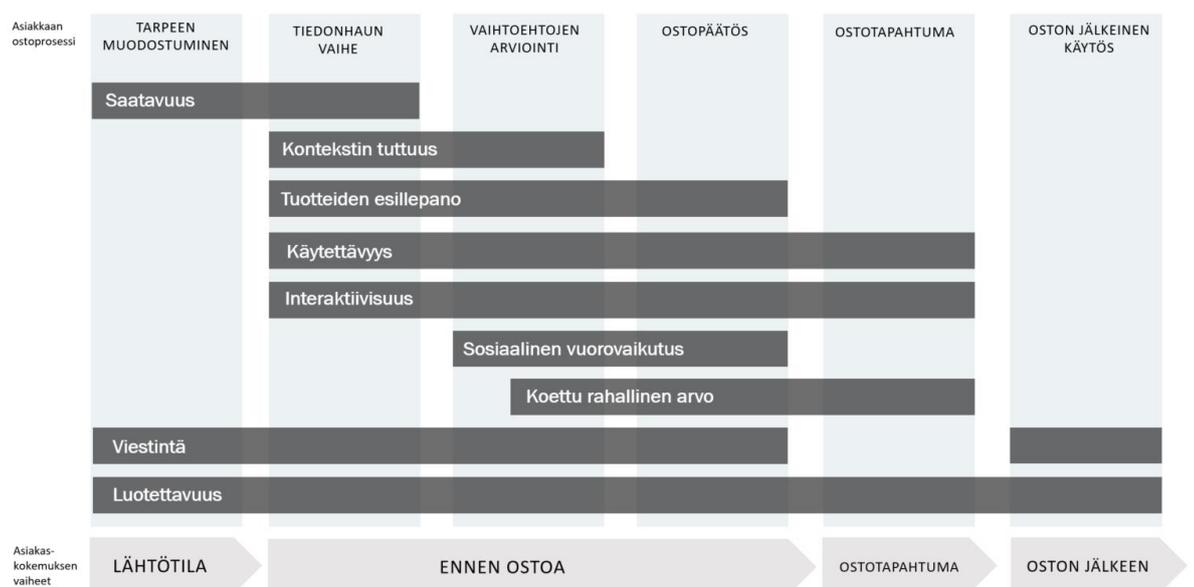 Asiakkaan
ostoprosessi
TARPEEN
MUODOSTUMINEN
TIEDONHAUN
VAIHE
VAIHTOEHTOJEN
ARVIOINTI
OSTOPÄÄTÖS
OSTOTAPAHTUMA
OSTON JÄLKEINEN
KÄYTÖS
Saatavuus
Kontekstin tuttuus
Tuotteiden esillepano
Käytettävyys
Interaktiivisuus
Sosiaalinen vuorovaikutus
Koettu rahallinen arvo
Viestintä
Luotettavuus
Asiakas-
kokemuksen
vaiheet
LÄHTÖTILA
ENNEN OSTOA
OSTOTAPAHTUMA
OSTON JÄLKEEN